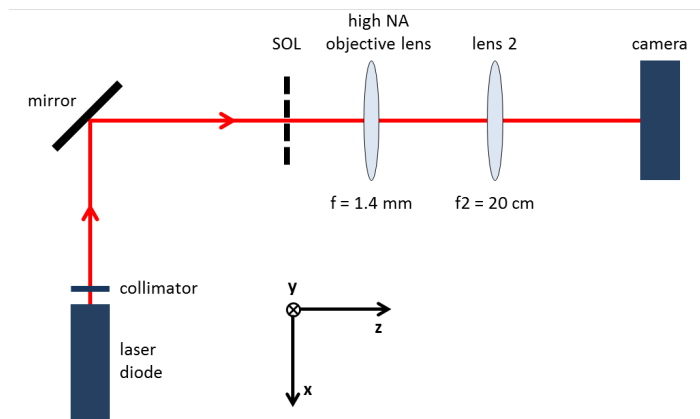 high NA
SOL
objective lens
lens 2
camera
mirror
f = 1.4 mm
f2 = 20 cm
collimator
y
z
laser
diode
x